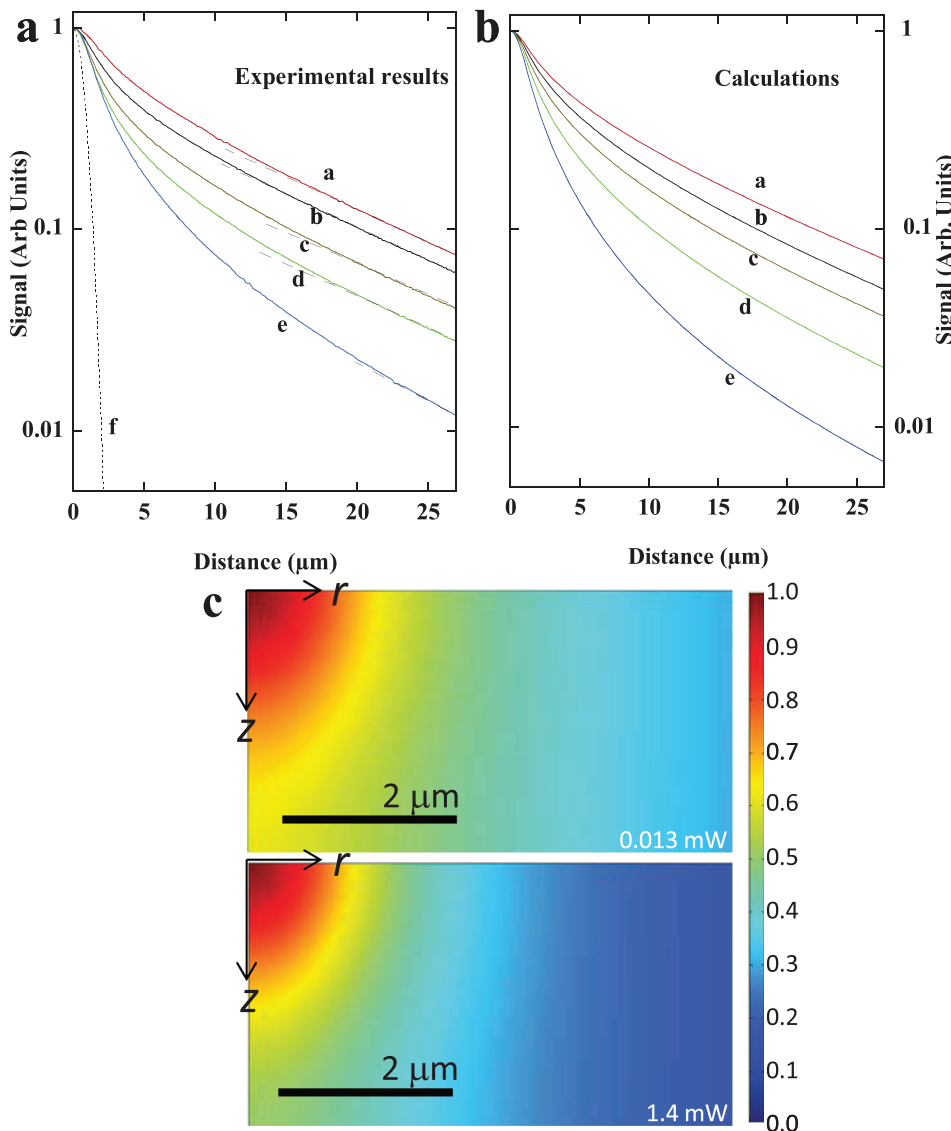 a
Experimental results
Signal (Arb Units)
1
0.1
0.01
a
b
c
d
e
f
0 5 10 15 20 25
Distance (μm)
b
Calculations
Signal (Arb. Units)
1
0.1
0.01
a
b
c
d
e
0 5 10 15 20 25
Distance (μm)
c
r
z
2 μm
0.013 mW
r
z
2 μm
1.4 mW
1.0
0.9
0.8
0.7
0.6
0.5
0.4
0.3
0.2
0.1
0.0